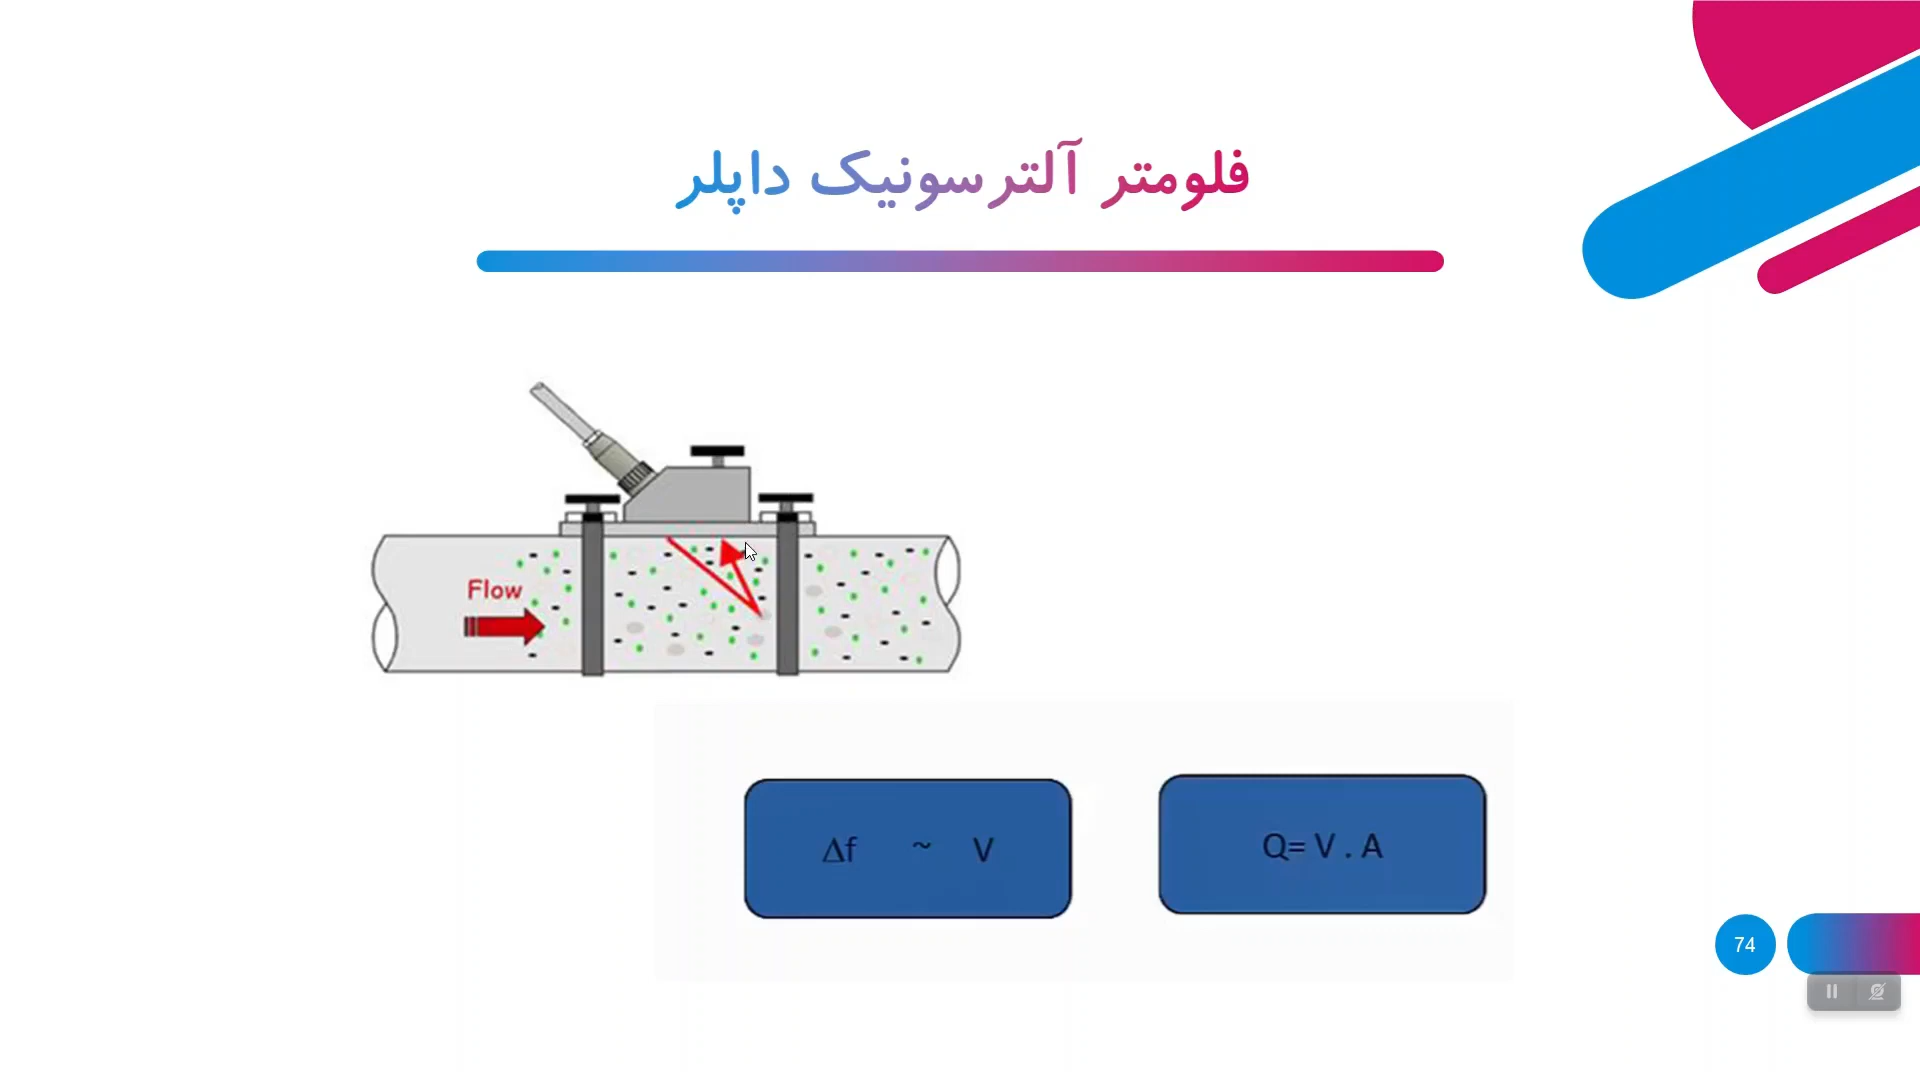 فلومتر آلترسونیک داپلر
Flow
Δf ~ V
Q= V . A
74